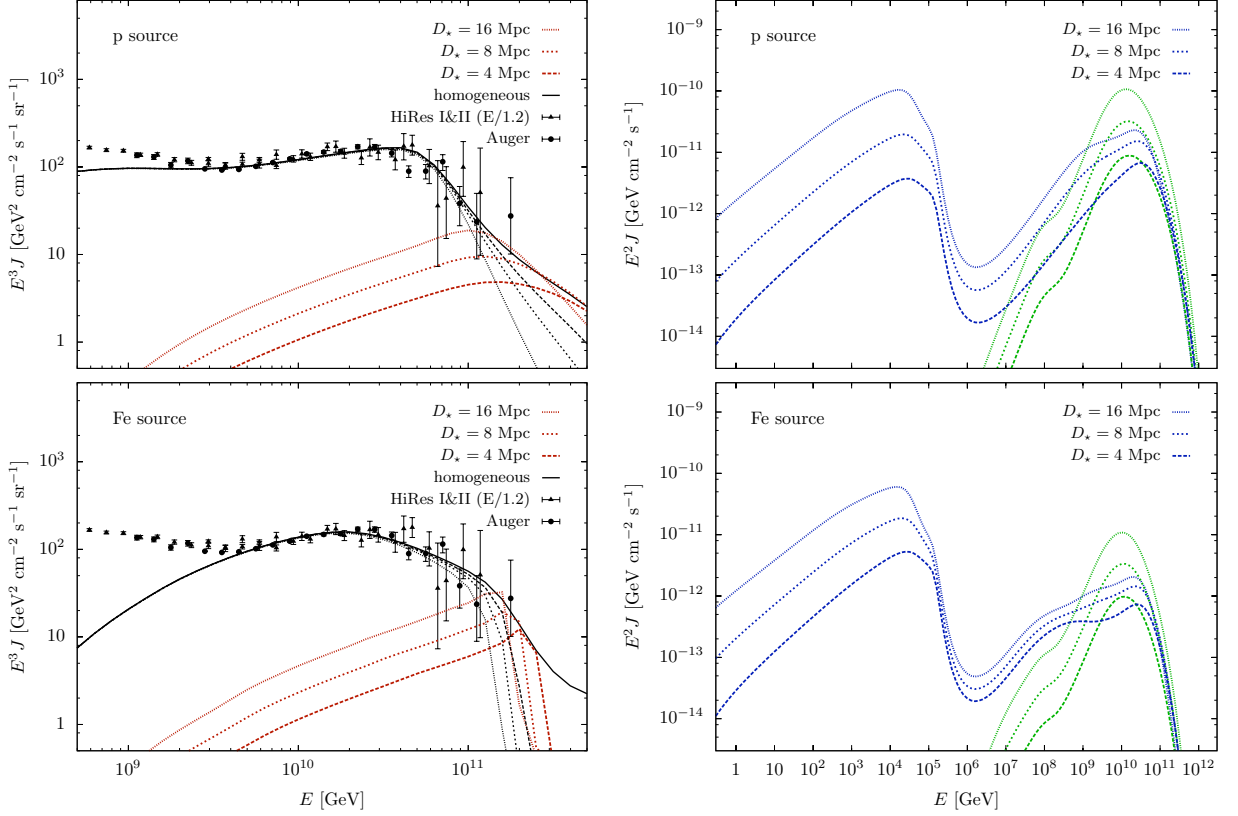 p source
D⋆ = 16 Mpc
D⋆ = 8 Mpc
D⋆ = 4 Mpc
homogeneous
HiRes I&II (E/1.2)
Auger
10³
10²
10
1
E³J [GeV² cm⁻² s⁻¹ sr⁻¹]
p source
D⋆ = 16 Mpc
D⋆ = 8 Mpc
D⋆ = 4 Mpc
10⁻⁹
10⁻¹⁰
10⁻¹¹
10⁻¹²
10⁻¹³
10⁻¹⁴
E²J [GeV cm⁻² s⁻¹]
Fe source
D⋆ = 16 Mpc
D⋆ = 8 Mpc
D⋆ = 4 Mpc
homogeneous
HiRes I&II (E/1.2)
Auger
10³
10²
10
1
E³J [GeV² cm⁻² s⁻¹ sr⁻¹]
10⁹ 10¹⁰ 10¹¹
E [GeV]
Fe source
D⋆ = 16 Mpc
D⋆ = 8 Mpc
D⋆ = 4 Mpc
10⁻⁹
10⁻¹⁰
10⁻¹¹
10⁻¹²
10⁻¹³
10⁻¹⁴
E²J [GeV cm⁻² s⁻¹]
1 10 10² 10³ 10⁴ 10⁵ 10⁶ 10⁷ 10⁸ 10⁹ 10¹⁰ 10¹¹ 10¹²
E [GeV]